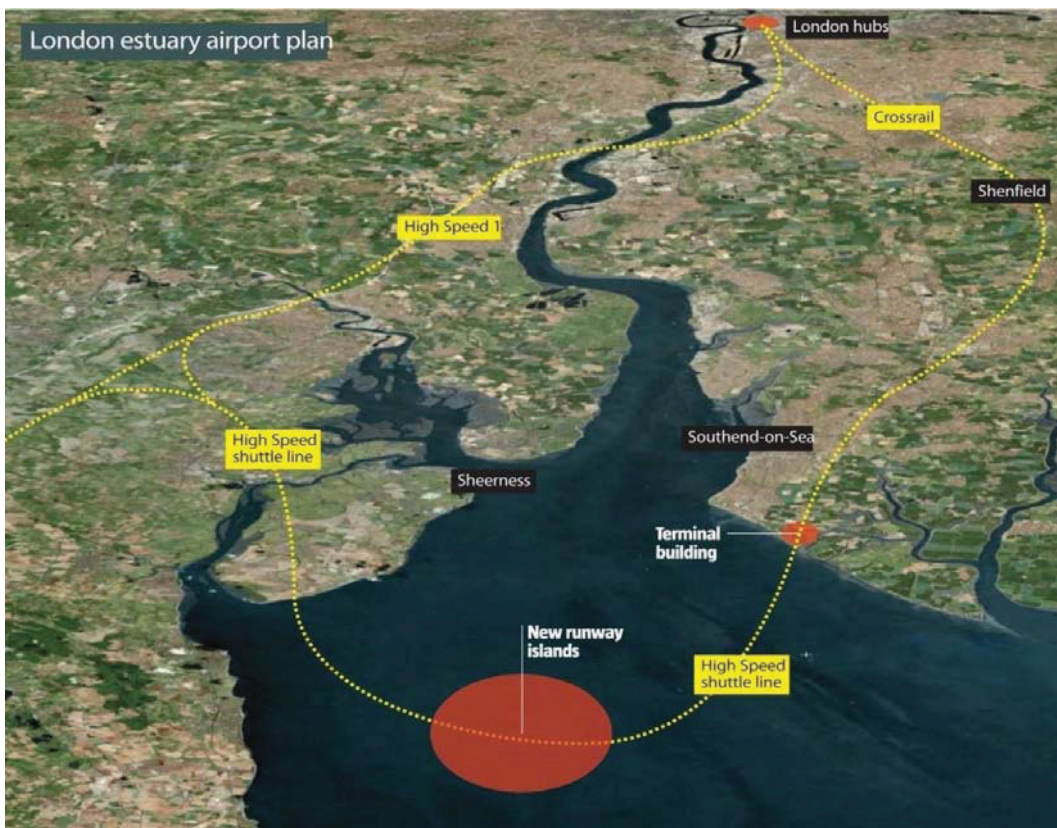 London estuary airport plan
London hubs
Crossrail
Shenfield
High Speed 1
High Speed
shuttle line
Southend-on-Sea
Sheerness
Terminal
building
New runway
islands
High Speed
shuttle line